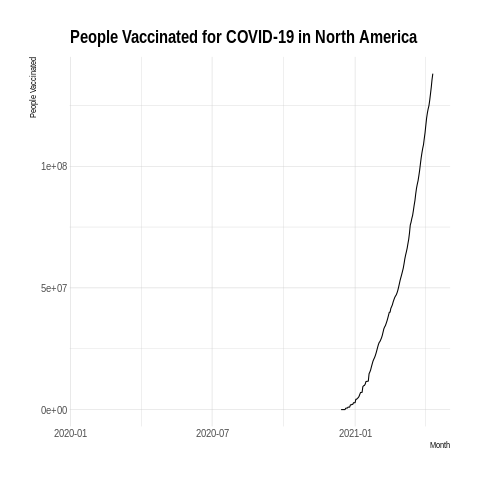 People Vaccinated for COVID-19 in North America
People Vaccinated
1e+08
5e+07
0e+00
2020-01 2020-07 2021-01
Month